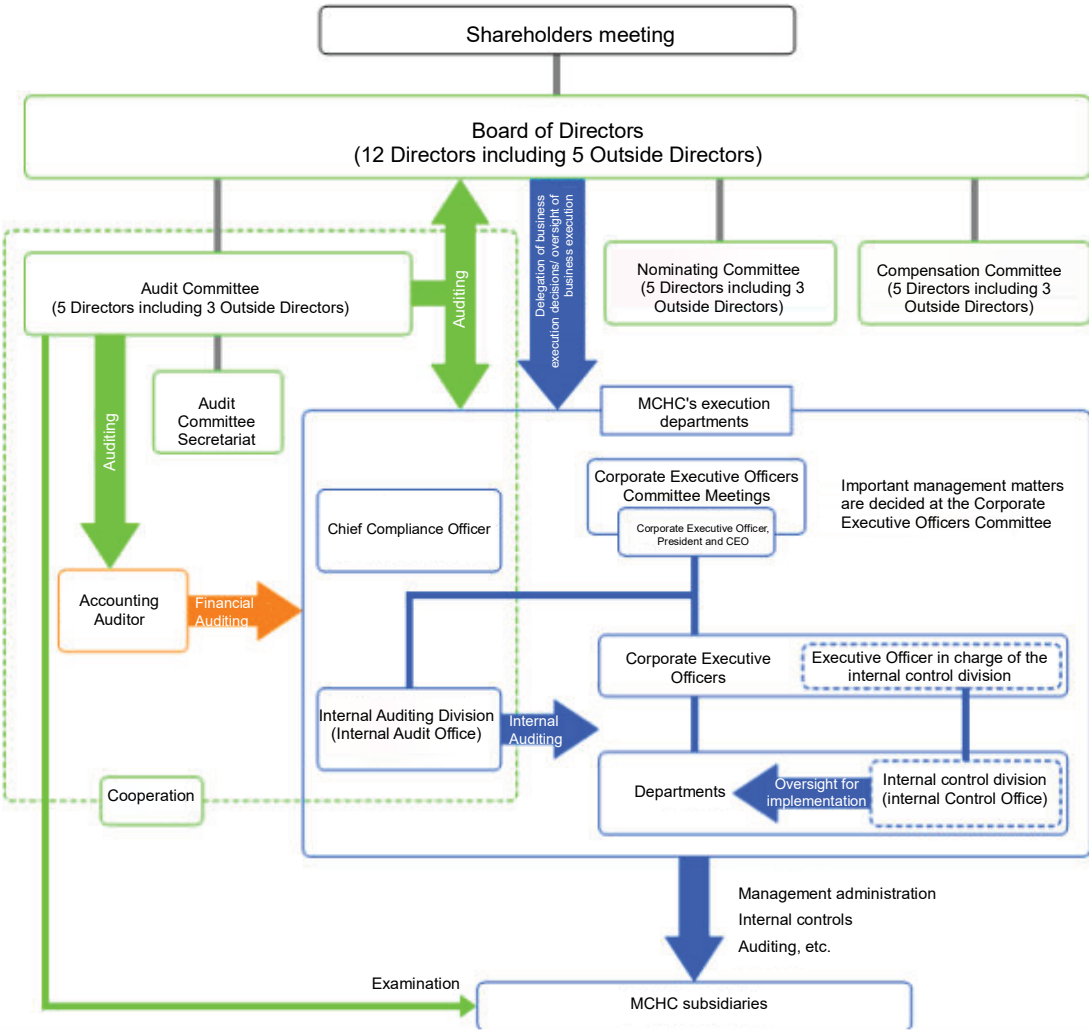 Shareholders meeting
Board of Directors
(12 Directors including 5 Outside Directors)
Delegation of business
execution decisions/ oversight of
business execution
Auditing
Audit Committee
(5 Directors including 3 Outside Directors)
Nominating Committee
(5 Directors including 3
Outside Directors)
Compensation Committee
(5 Directors including 3
Outside Directors)
Auditing
Audit
Committee
Secretariat
MCHC's execution
departments
Corporate Executive Officers
Committee Meetings
Corporate Executive Officer,
President and CEO
Important management matters
are decided at the Corporate
Executive Officers Committee
Chief Compliance Officer
Accounting
Auditor
Financial
Auditing
Corporate Executive
Officers
Executive Officer in charge of the
internal control division
Internal Auditing Division
(Internal Audit Office)
Internal
Auditing
Departments
Oversight for
implementation
Internal control division
(internal Control Office)
Cooperation
Management administration
Internal controls
Auditing, etc.
Examination
MCHC subsidiaries